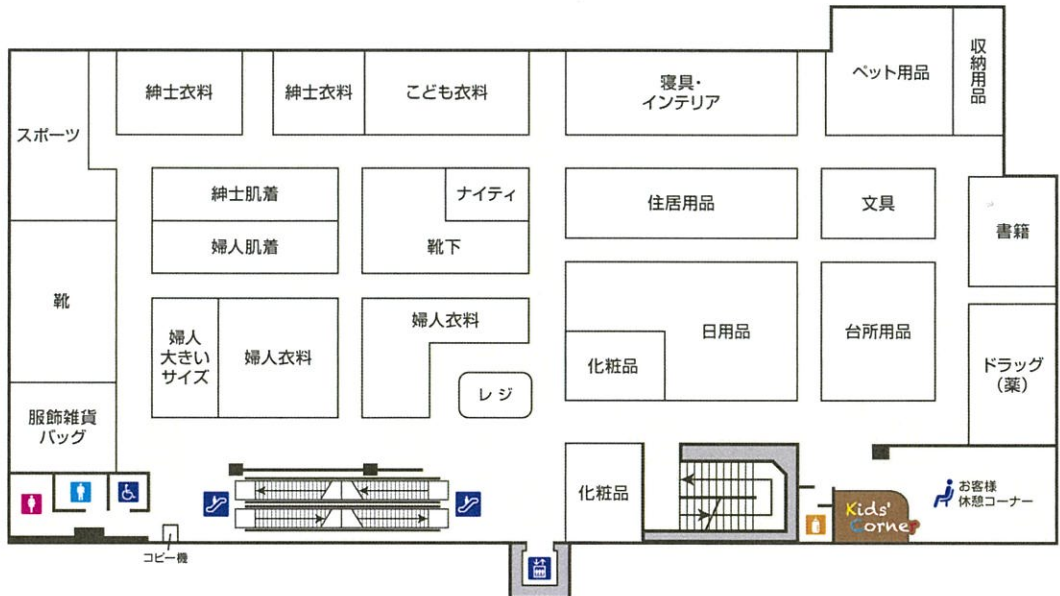 収納用品
ペット用品
紳士衣料
紳士衣料
こども衣料
寝具・
インテリア
スポーツ
紳士肌着
ナイティ
住居用品
文具
書籍
婦人肌着
靴下
靴
婦人衣料
日用品
台所用品
婦人
大きい
サイズ
婦人衣料
化粧品
ドラッグ
(薬)
レジ
服飾雑貨
バッグ
化粧品
お客様
休憩コーナー
Kids'
Corner
コピー機